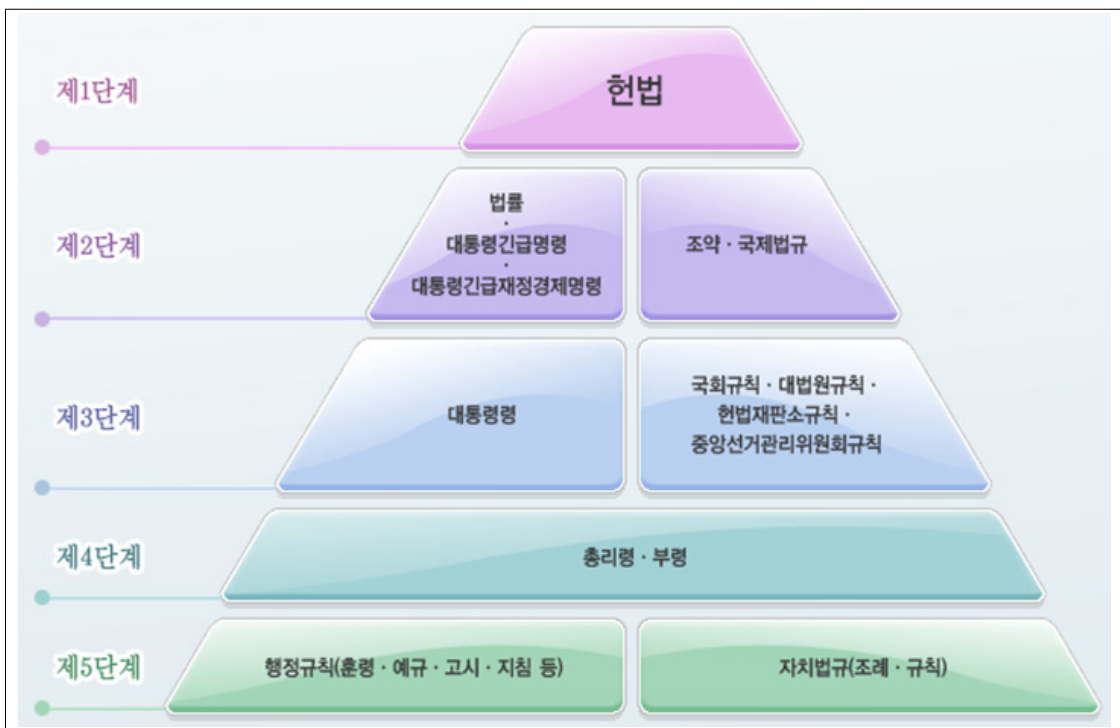 제1단계
헌법
제2단계
법률
·
대통령긴급명령
·
대통령긴급재정경제명령
조약 · 국제법규
제3단계
대통령령
국회규칙 · 대법원규칙 ·
헌법재판소규칙 ·
중앙선거관리위원회규칙
제4단계
총리령 · 부령
제5단계
행정규칙(훈령 · 예규 · 고시 · 지침 등)
자치법규(조례 · 규칙)